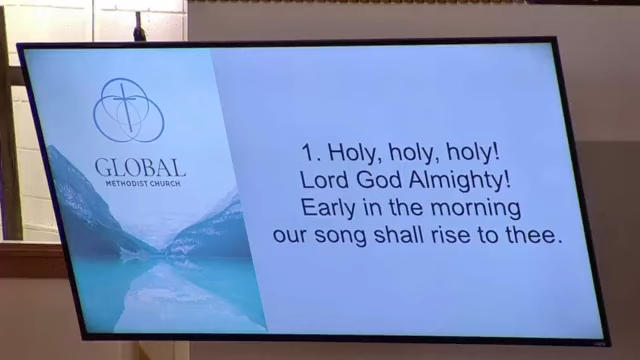 GLOBAL
METHODIST CHURCH
1. Holy, holy, holy!
Lord God Almighty!
Early in the morning
our song shall rise to thee.